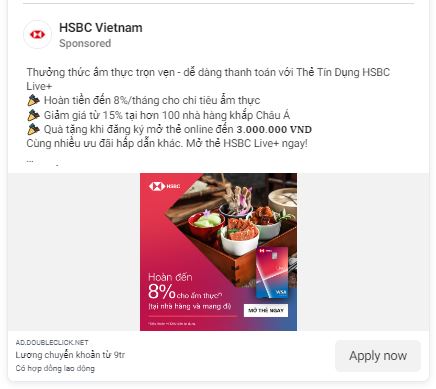 HSBC Vietnam
Sponsored
Thưởng thức ẩm thực trọn vẹn - dễ dàng thanh toán với Thẻ Tín Dụng HSBC
Live+
🎉 Hoàn tiền đến 8%/tháng cho chi tiêu ẩm thực
🎉 Giảm giá từ 15% tại hơn 100 nhà hàng khắp Châu Á
🎉 Quà tặng khi đăng ký mở thẻ online đến 3.000.000 VND
Cùng nhiều ưu đãi hấp dẫn khác. Mở thẻ HSBC Live+ ngay!
...
HSBC
Hoàn đến
8% cho ẩm thực
(tại nhà hàng và mang đi)
VISA
MỞ THẺ NGAY
AD.DOUBLECLICK.NET
Lương chuyển khoản từ 9tr
Có hợp đồng lao động
Apply now